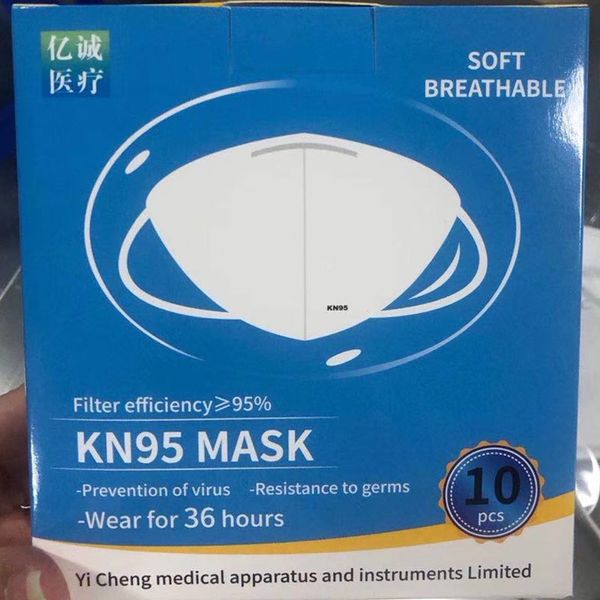 亿诚
医疗
SOFT
BREATHABLE
KN95
Filter efficiency≥95%
KN95 MASK
-Prevention of virus -Resistance to germs
-Wear for 36 hours
10
pcs
Yi Cheng medical apparatus and instruments Limited